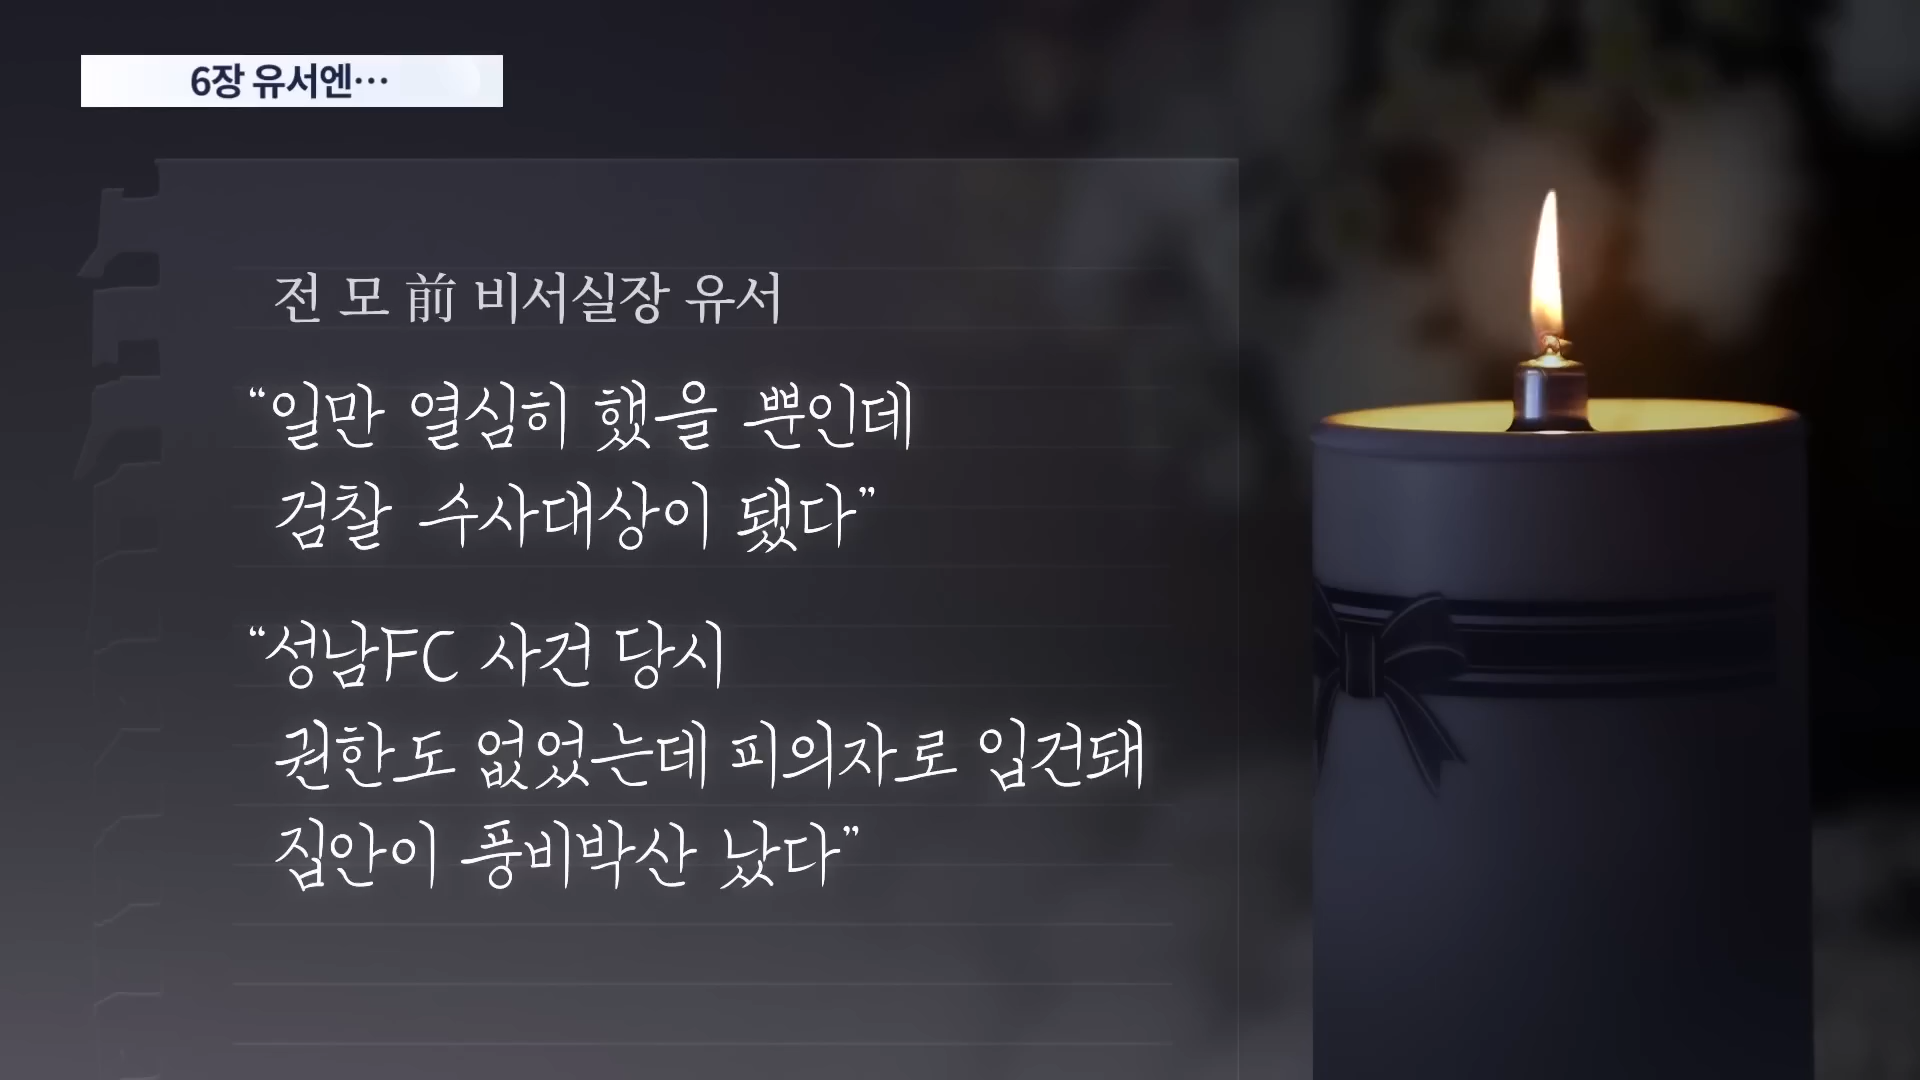 6장 유서엔…
전 모 前 비서실장 유서
“일만 열심히 했을 뿐인데
검찰 수사대상이 됐다”
“성남FC 사건 당시
권한도 없었는데 피의자로 입건돼
집안이 풍비박산 났다”